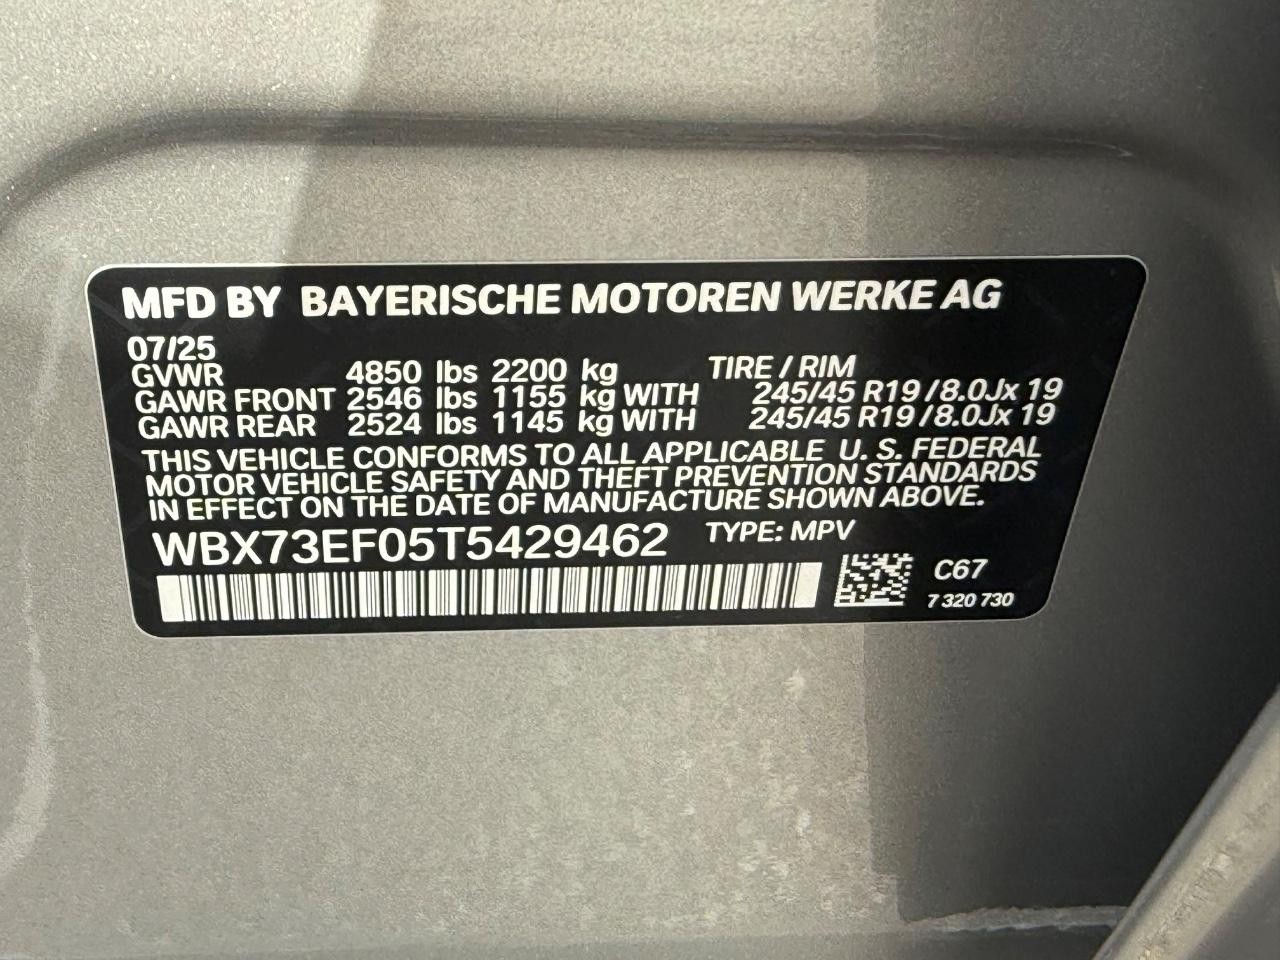 MFD BY BAYERISCHE MOTOREN WERKE AG
07/25
GVWR 4850 lbs 2200 kg TIRE / RIM
GAWR FRONT 2546 lbs 1155 kg WITH 245/45 R19 /8.0Jx 19
GAWR REAR 2524 lbs 1145 kg WITH 245/45 R19 /8.0Jx 19
THIS VEHICLE CONFORMS TO ALL APPLICABLE U. S. FEDERAL
MOTOR VEHICLE SAFETY AND THEFT PREVENTION STANDARDS
IN EFFECT ON THE DATE OF MANUFACTURE SHOWN ABOVE.
WBX73EF05T5429462 TYPE: MPV
C67
7 320 730